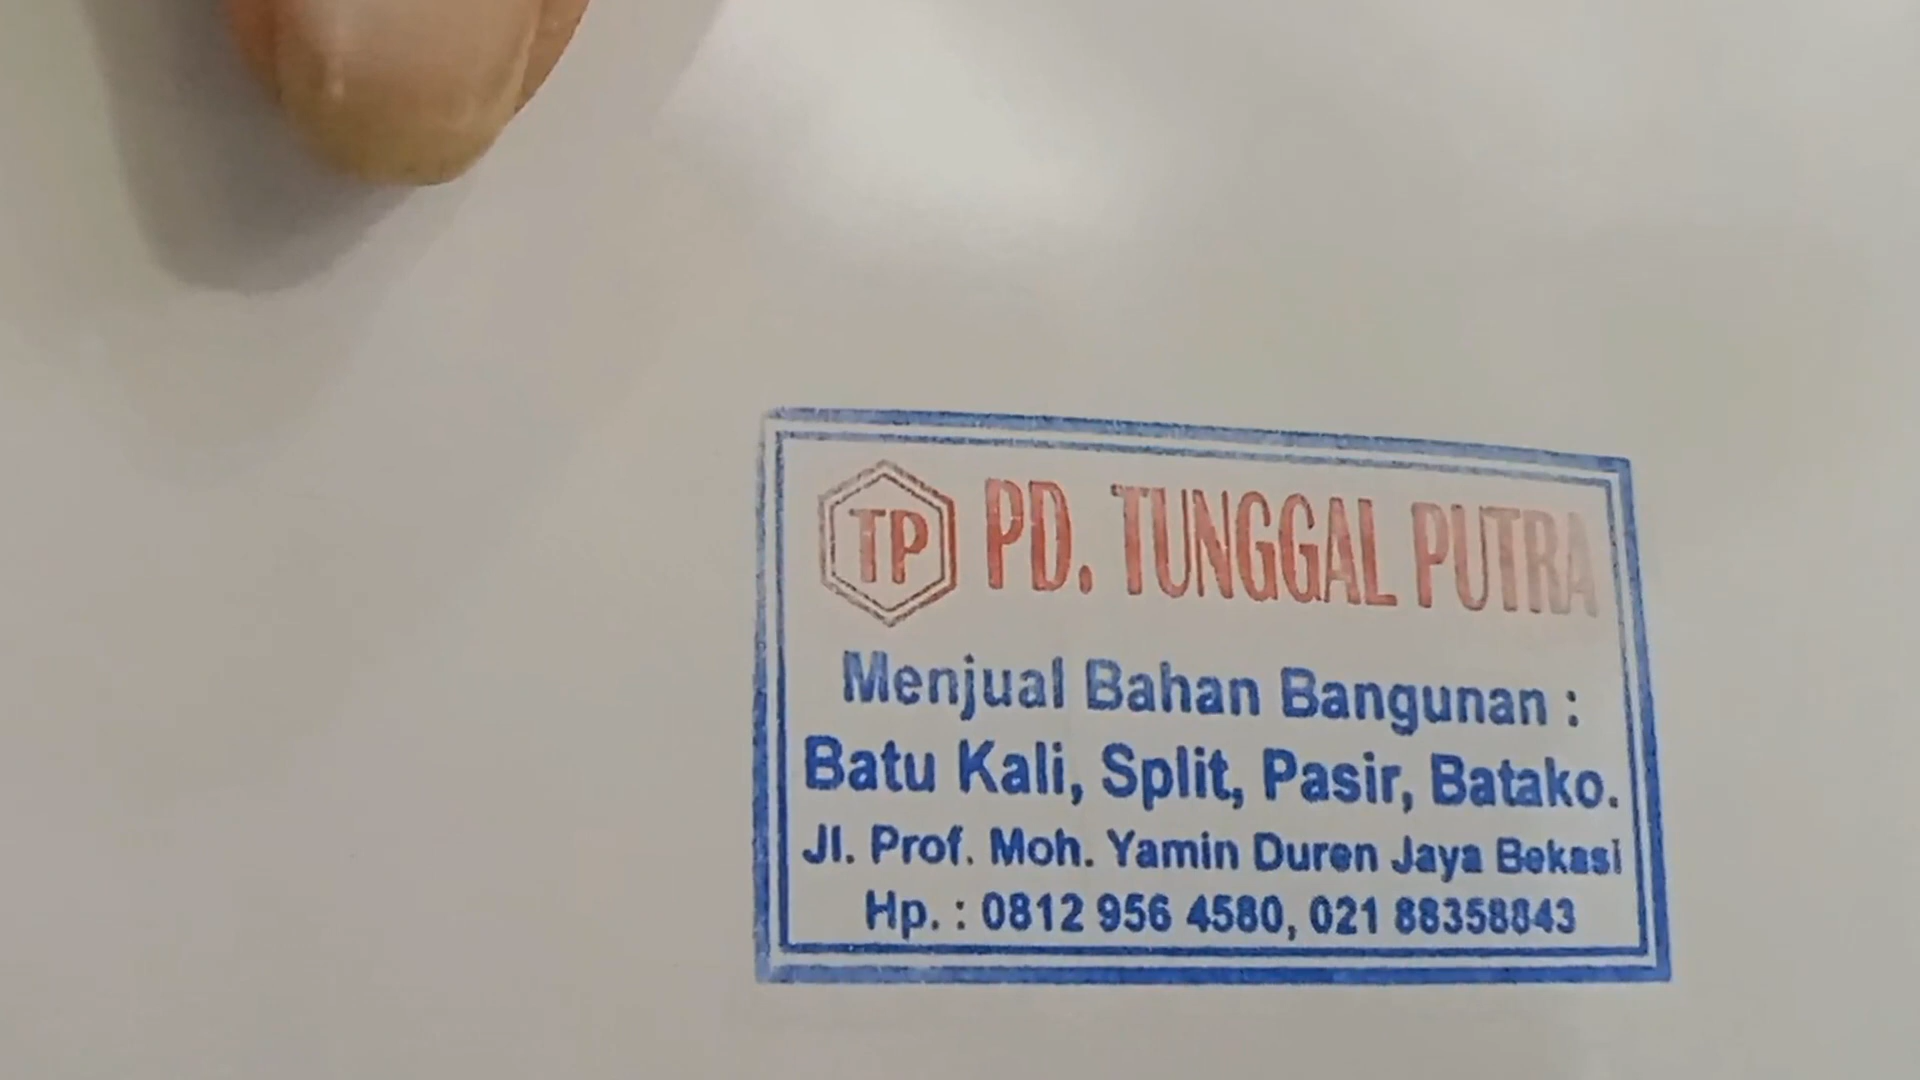 TP PD. TUNGGAL PUTRA
Menjual Bahan Bangunan :
Batu Kali, Split, Pasir, Batako.
Jl. Prof. Moh. Yamin Duren Jaya Bekasi
Hp. : 0812 956 4580, 021 88358843